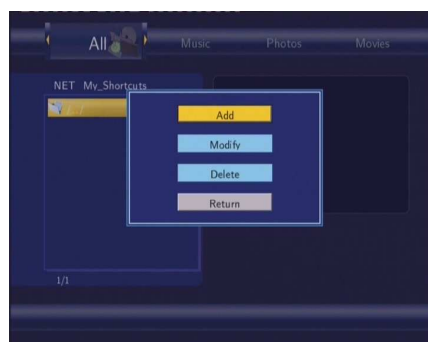 All Music Photos Movies
NET My_Shortcuts
Add
Modify
Delete
Return
1/1